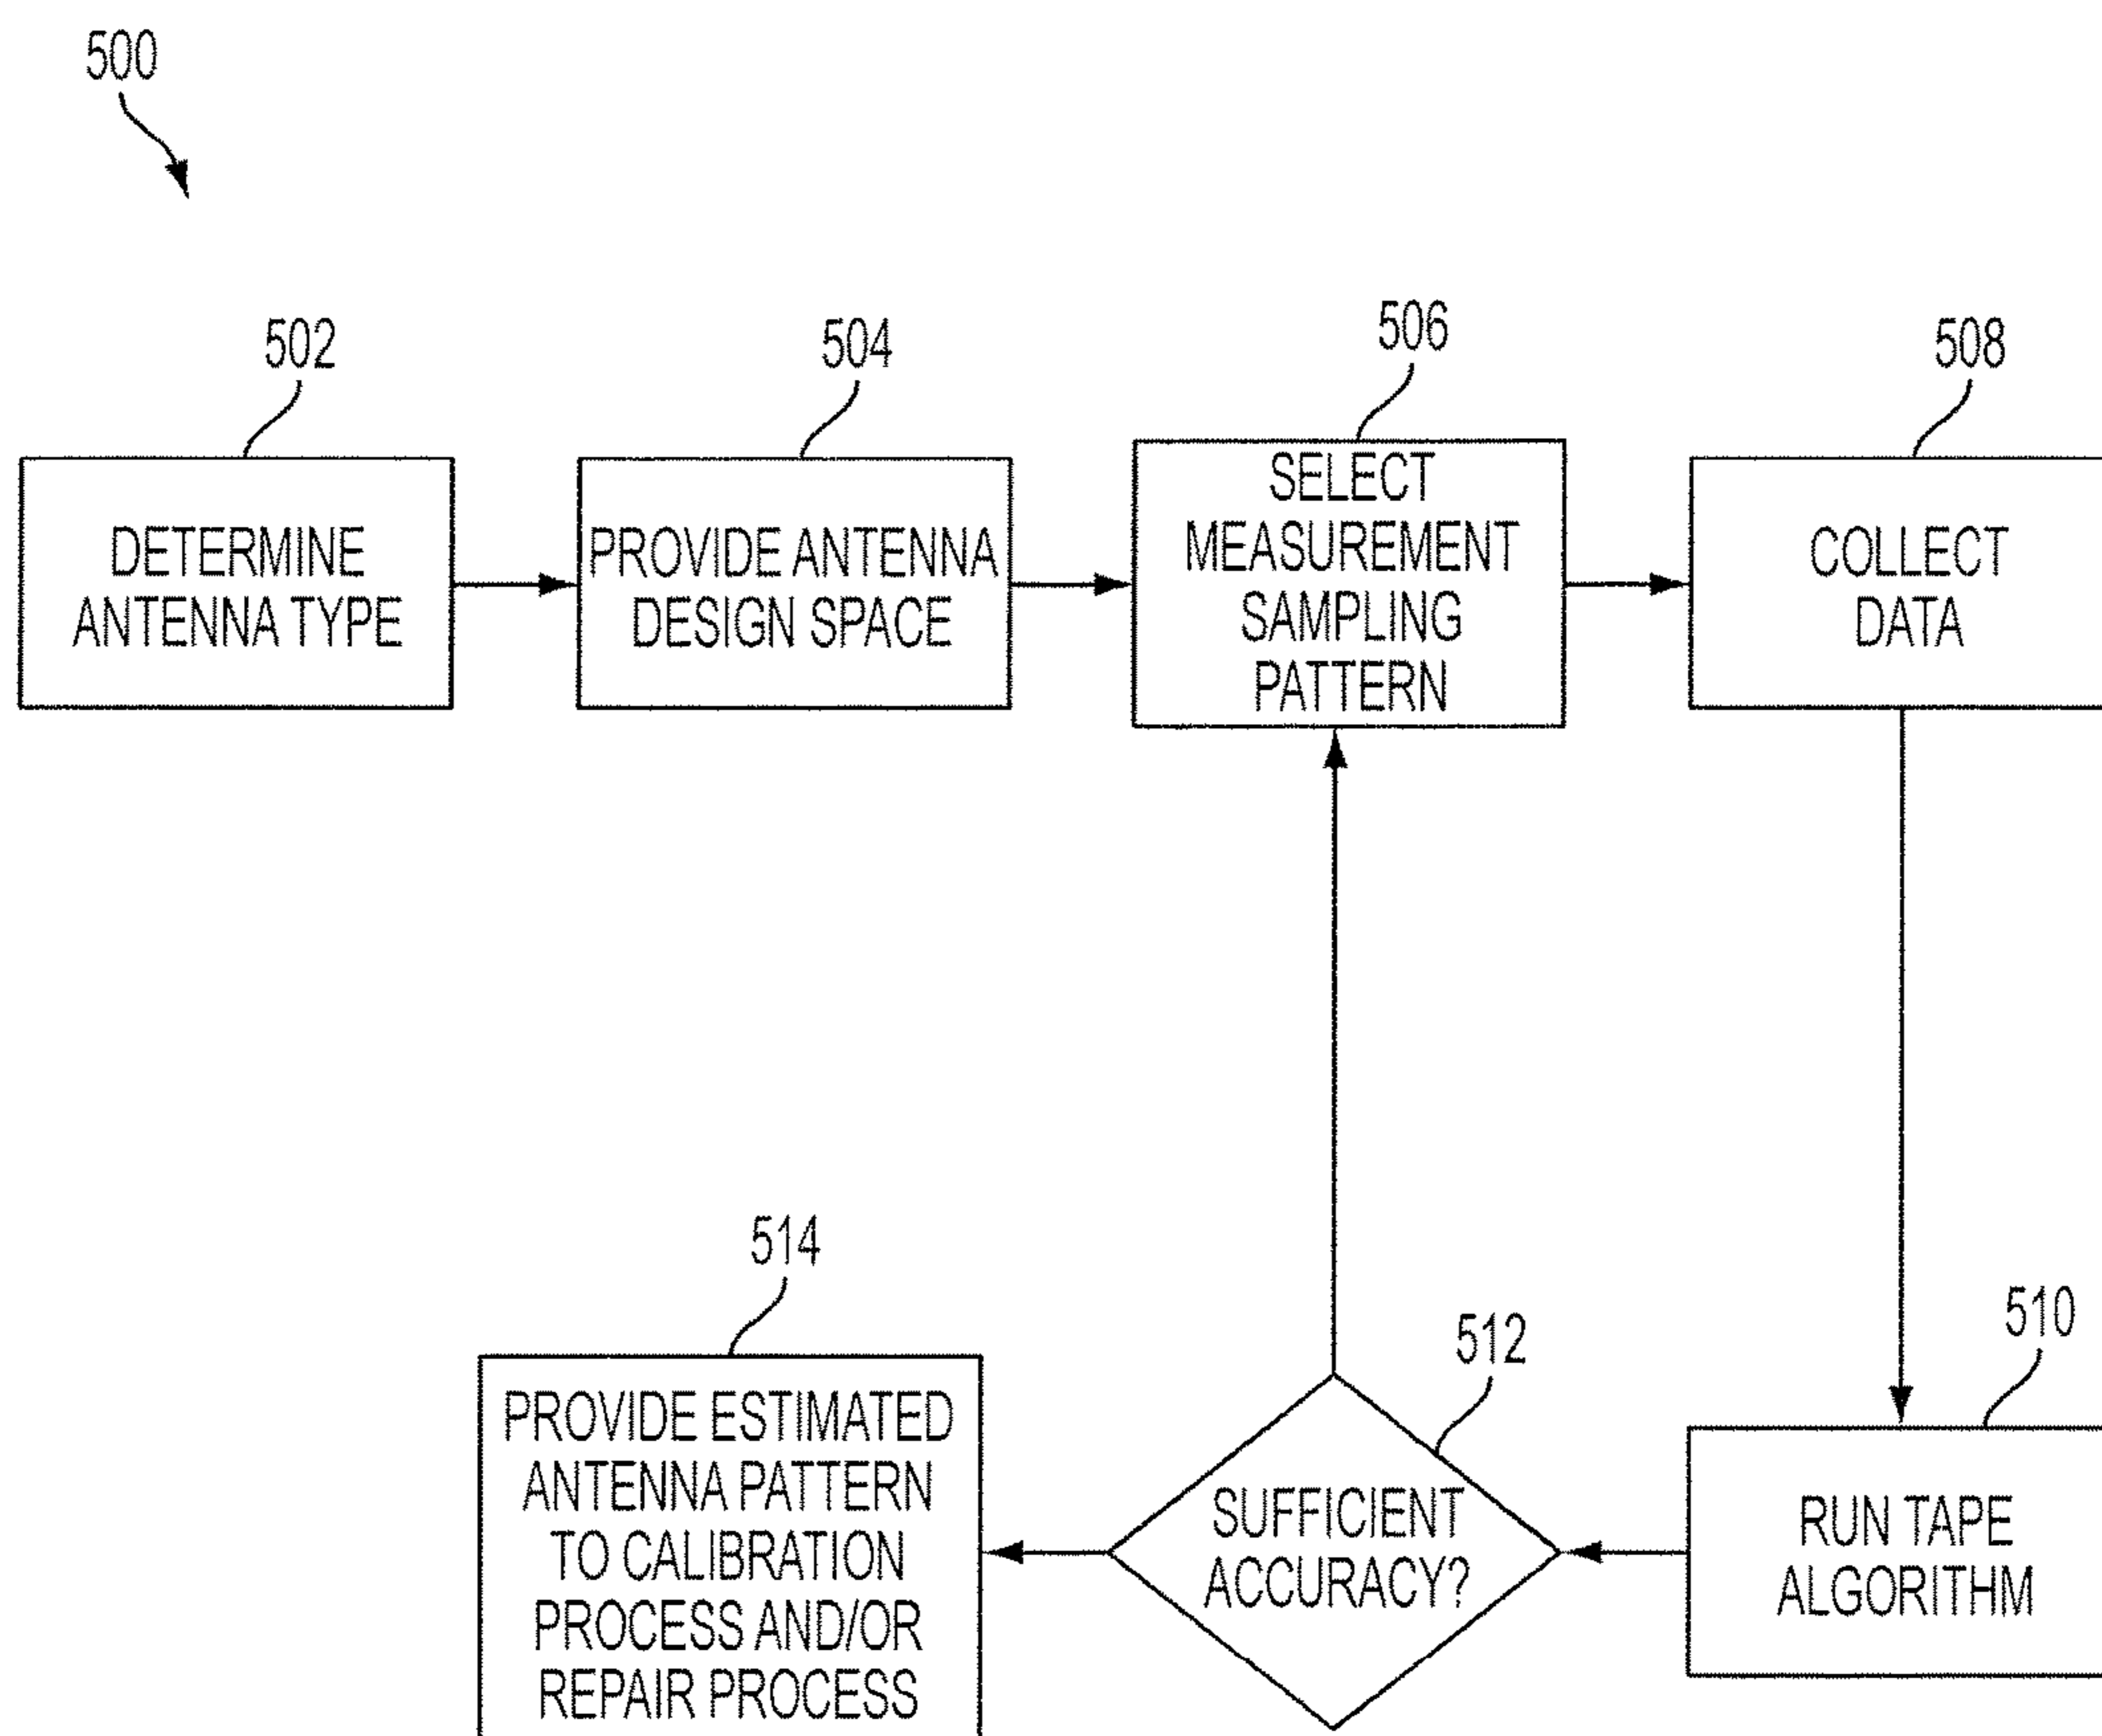 500
502
DETERMINE
ANTENNA TYPE
504
PROVIDE ANTENNA
DESIGN SPACE
506
SELECT
MEASUREMENT
SAMPLING
PATTERN
508
COLLECT
DATA
510
RUN TAPE
ALGORITHM
512
SUFFICIENT
ACCURACY?
514
PROVIDE ESTIMATED
ANTENNA PATTERN
TO CALIBRATION
PROCESS AND/OR
REPAIR PROCESS